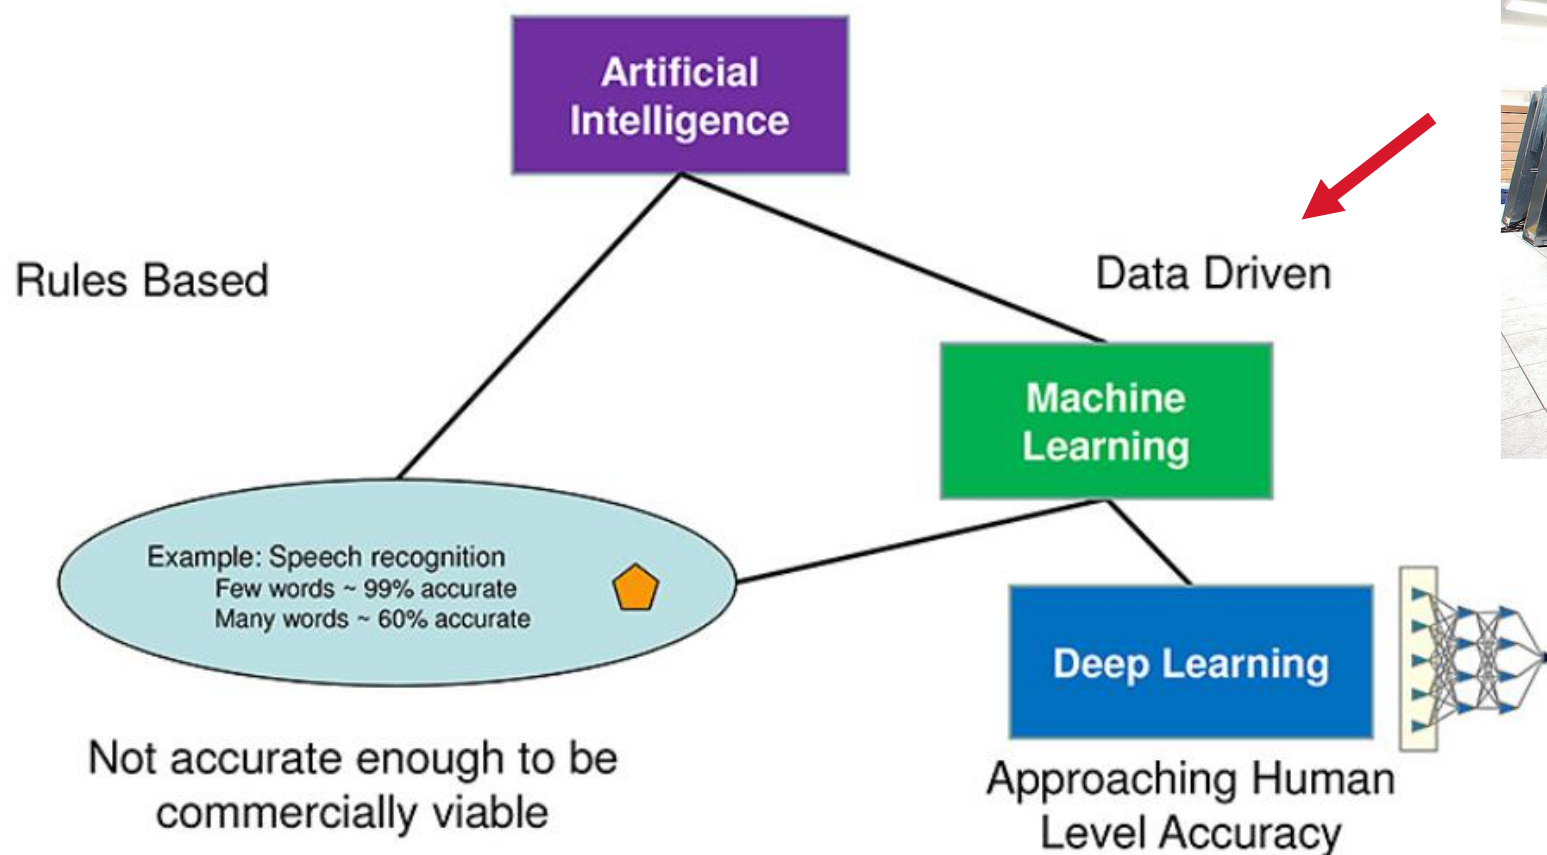 Artificial
Intelligence
Rules Based
Data Driven
Machine
Learning
Example: Speech recognition
Few words ~ 99% accurate
Many words ~ 60% accurate
Deep Learning
Not accurate enough to be
commercially viable
Approaching Human
Level Accuracy